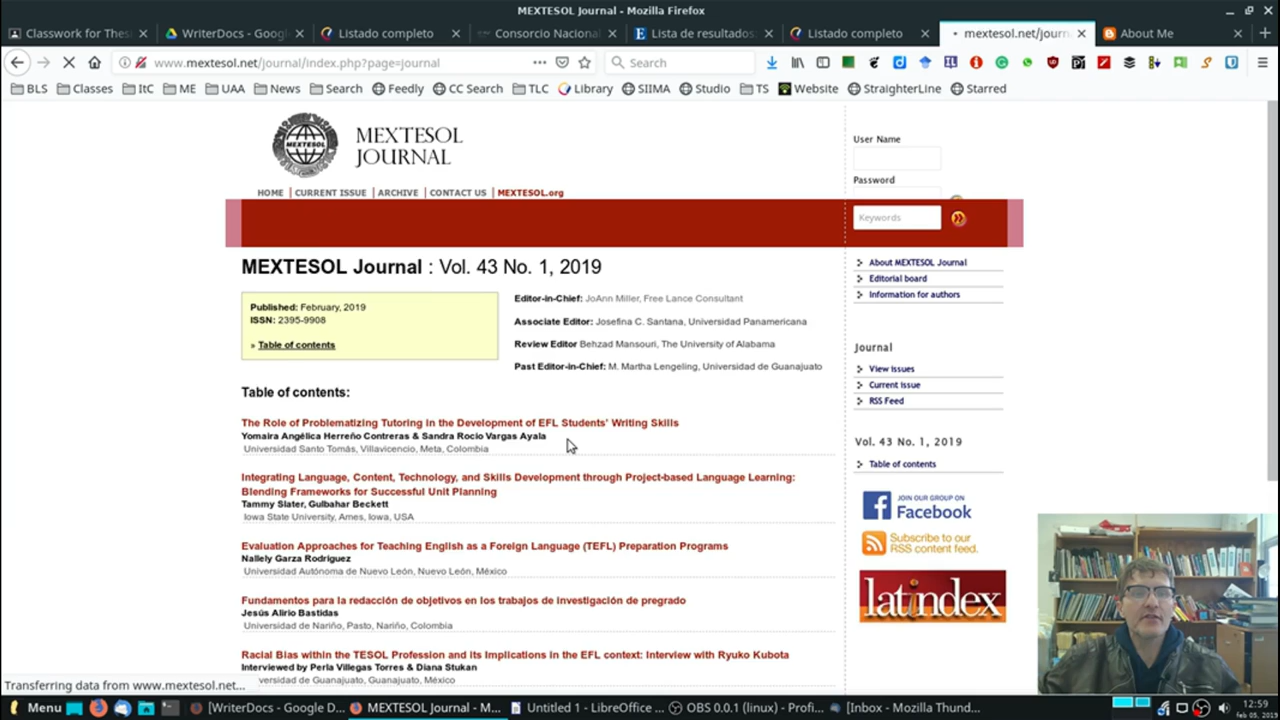 MEXTESOL Journal - Mozilla Firefox
Classwork for Thes
WriterDocs - Googl
Listado completo
Consorcio Nacional
Lista de resultados:
Listado completo
mextesol.net/journ
About Me
www.mextesol.net/journal/index.php?page=journal
Search
BLS Classes ItC ME UAA News Search Feedly CC Search TLC Library SIIMA Studio TS Website StraighterLine Starred
MEXTESOL
MEXTESOL
JOURNAL
User Name
Password
HOME | CURRENT ISSUE | ARCHIVE | CONTACT US | MEXTESOL.org
Keywords
MEXTESOL Journal : Vol. 43 No. 1, 2019
Published: February, 2019
ISSN: 2395-9908
» Table of contents
Editor-in-Chief: JoAnn Miller, Free Lance Consultant
Associate Editor: Josefina C. Santana, Universidad Panamericana
Review Editor Behzad Mansouri, The University of Alabama
Past Editor-in-Chief: M. Martha Lengeling, Universidad de Guanajuato
About MEXTESOL Journal
Editorial board
Information for authors
Journal
View issues
Current issue
RSS Feed
Vol. 43 No. 1, 2019
Table of contents
JOIN OUR GROUP ON
Facebook
Subscribe to our
RSS content feed.
latindex
Table of contents:
The Role of Problematizing Tutoring in the Development of EFL Students' Writing Skills
Yomaira Angélica Herreño Contreras & Sandra Rocio Vargas Ayala
Universidad Santo Tomás, Villavicencio, Meta, Colombia
Integrating Language, Content, Technology, and Skills Development through Project-based Language Learning:
Blending Frameworks for Successful Unit Planning
Tammy Slater, Gulbahar Beckett
Iowa State University, Ames, Iowa, USA
Evaluation Approaches for Teaching English as a Foreign Language (TEFL) Preparation Programs
Nallely Garza Rodriguez
Universidad Autónoma de Nuevo León, Nuevo León, México
Fundamentos para la redacción de objetivos en los trabajos de investigación de pregrado
Jesús Alirio Bastidas
Universidad de Nariño, Pasto, Nariño, Colombia
Racial Bias within the TESOL Profession and its Implications in the EFL context: Interview with Ryuko Kubota
Interviewed by Perla Villegas Torres & Diana Stukan
versidad de Guanajuato, Guanajuato, México
Transferring data from www.mextesol.net...
Menu
[WriterDocs - Google D...
MEXTESOL Journal - M...
Untitled 1 - LibreOffice ...
OBS 0.0.1 (linux) - Profi...
[Inbox - Mozilla Thund...
12:59
feb 05, 2019